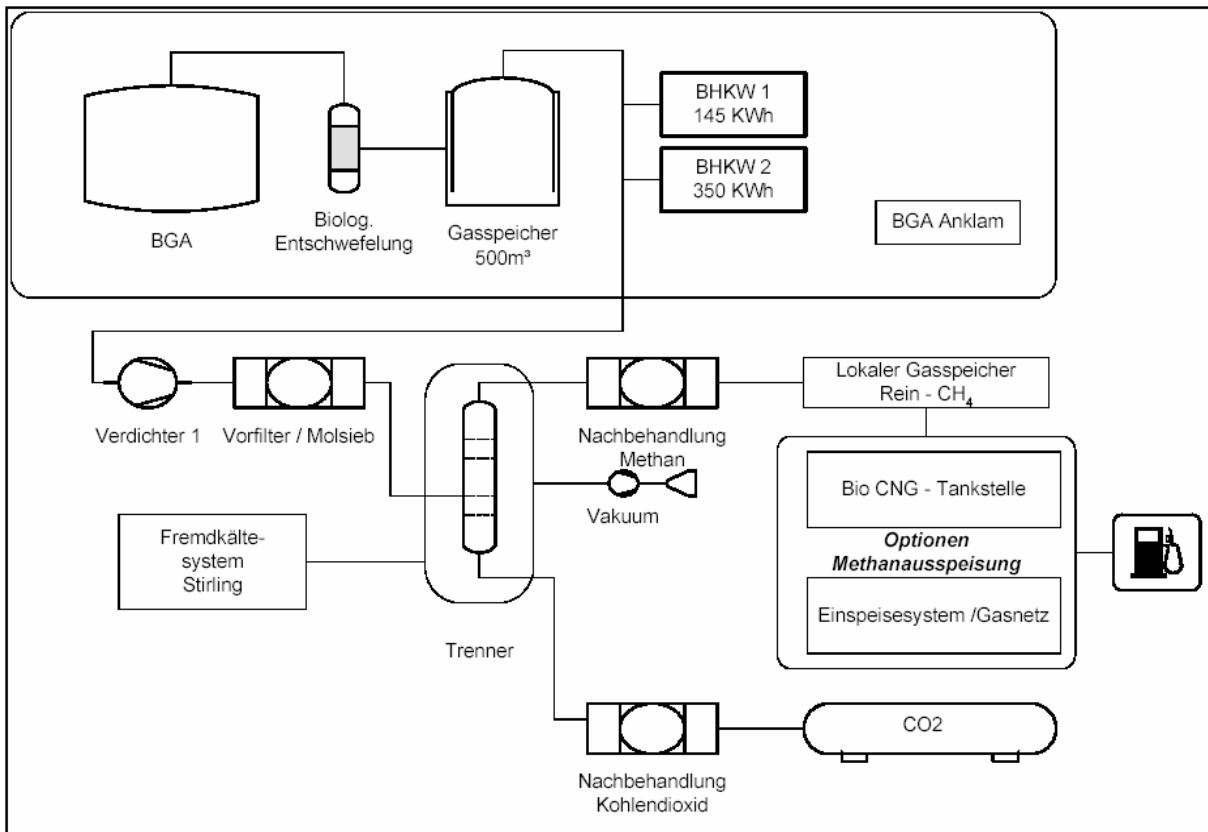 BHKW 1
145 KWh
BHKW 2
350 KWh
BGA
Biolog.
Entschwefelung
Gasspeicher
500m³
BGA Anklam
Verdichter 1
Vorfilter / Molsieb
Nachbehandlung
Methan
Lokaler Gasspeicher
Rein - CH₄
Vakuum
Bio CNG - Tankstelle
Optionen
Methanausspeisung
Einspeisesystem /Gasnetz
Fremdkälte-
system
Stirling
Trenner
CO2
Nachbehandlung
Kohlendioxid